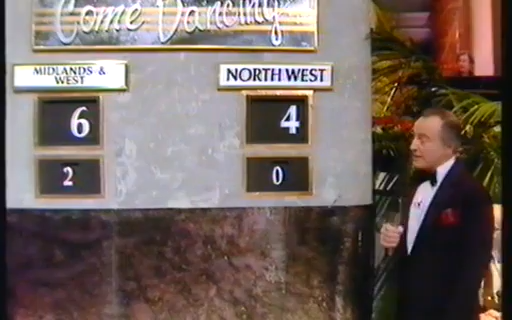 Come Dancing
MIDLANDS &
WEST
NORTH WEST
6
4
2
0